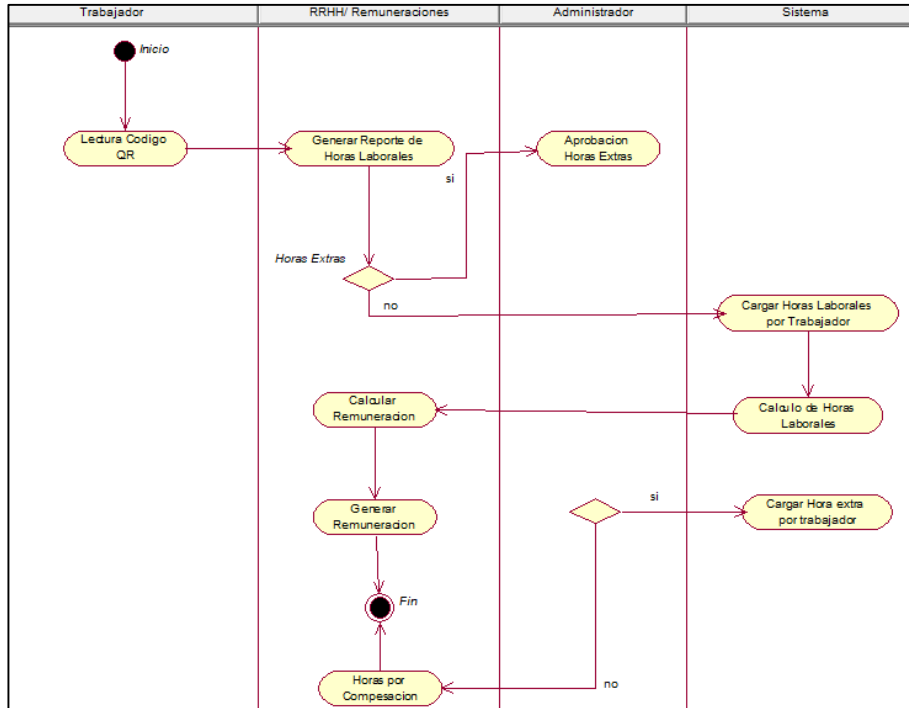 Trabajador
RRHH/ Remuneraciones
Administrador
Sistema
Inicio
Lectura Codigo
QR
Generar Reporte de
Horas Laborales
Aprobacion
Horas Extras
si
Horas Extras
no
Cargar Horas Laborales
por Trabajador
Calcular
Remuneracion
Calculo de Horas
Laborales
Generar
Remuneracion
si
Cargar Hora extra
por trabajador
Fin
Horas por
Compesacion
no